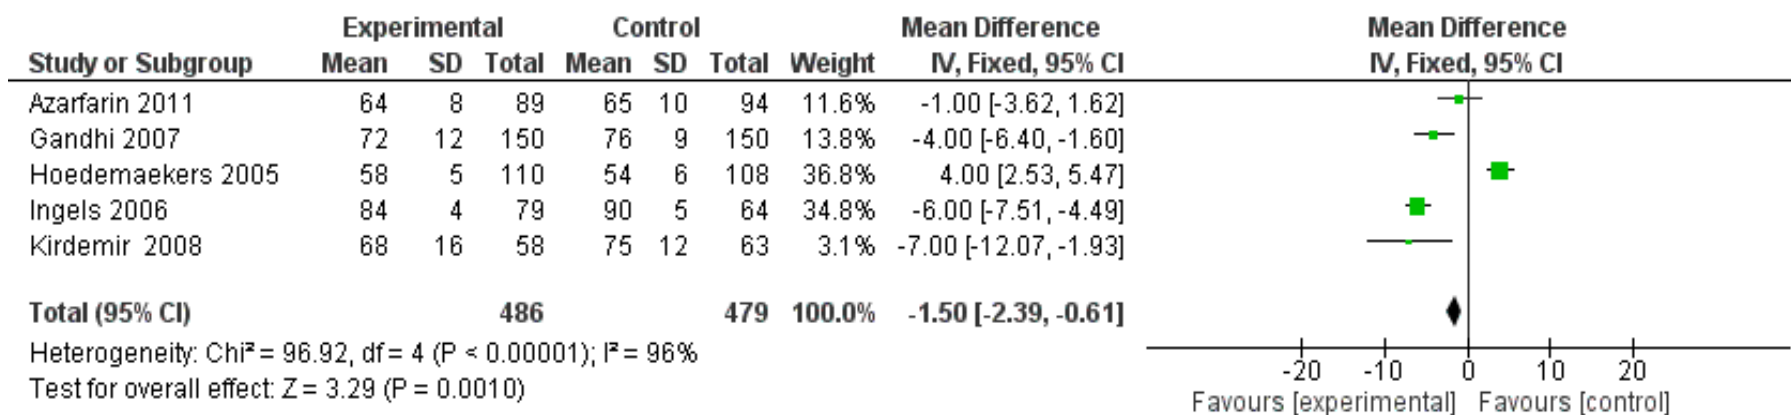 Experimental Control Mean Difference Mean Difference
Study or Subgroup Mean SD Total Mean SD Total Weight IV, Fixed, 95% CI IV, Fixed, 95% CI
Azarfarin 2011 64 8 89 65 10 94 11.6% -1.00 [-3.62, 1.62]
Gandhi 2007 72 12 150 76 9 150 13.8% -4.00 [-6.40, -1.60]
Hoedemaekers 2005 58 5 110 54 6 108 36.8% 4.00 [2.53, 5.47]
Ingels 2006 84 4 79 90 5 64 34.8% -6.00 [-7.51, -4.49]
Kirdemir 2008 68 16 58 75 12 63 3.1% -7.00 [-12.07, -1.93]
Total (95% CI) 486 479 100.0% -1.50 [-2.39, -0.61]
Heterogeneity: Chi² = 96.92, df = 4 (P < 0.00001); I² = 96%
Test for overall effect: Z = 3.29 (P = 0.0010)
-20 -10 0 10 20
Favours [experimental] Favours [control]